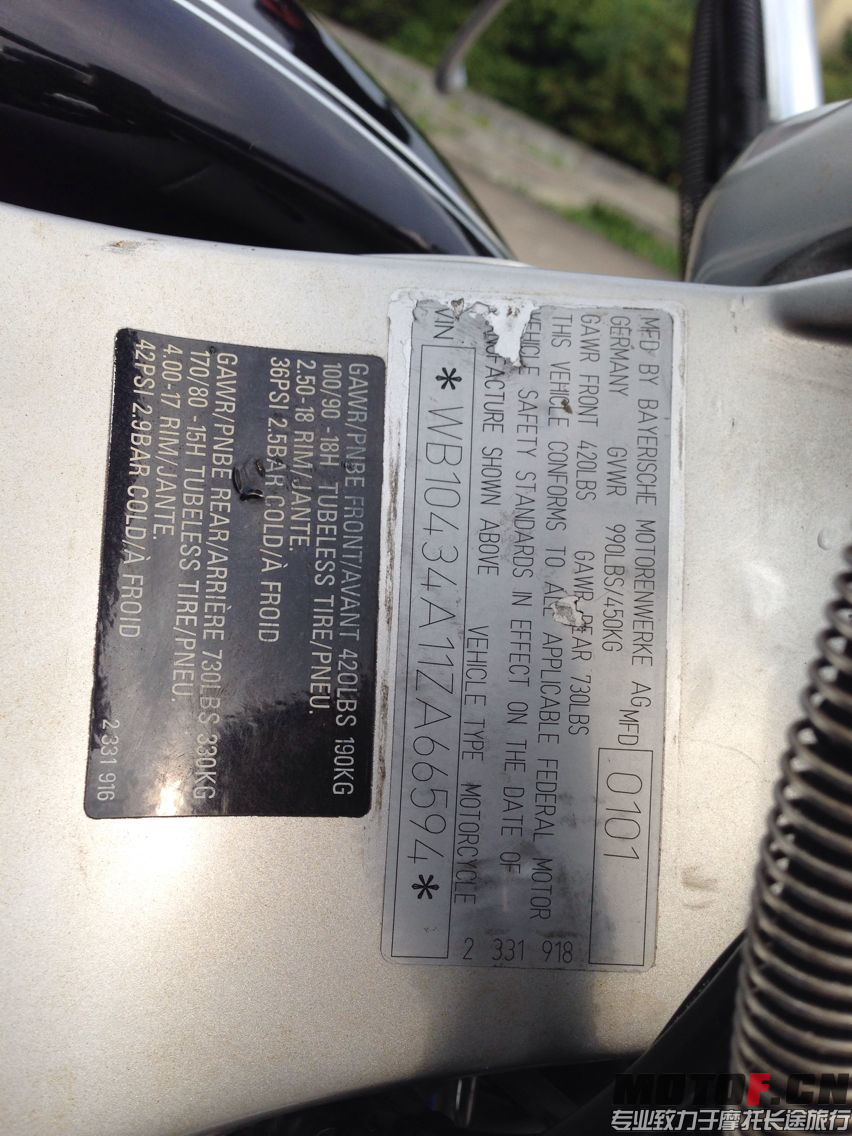 MFD BY BAYERISCHE MOTORENWERKE AG MFD
GERMANY GVWR 990LBS/450KG 0101
GAWR FRONT 420LBS GAWR REAR 730LBS
THIS VEHICLE CONFORMS TO ALL APPLICABLE FEDERAL MOTOR
VEHICLE SAFETY STANDARDS IN EFFECT ON THE DATE OF
NUFACTURE SHOWN ABOVE VEHICLE TYPE MOTORCYCLE
2 331 918
VIN
*WB10434A11ZA66594*
GAWR/PNBE FRONT/AVANT 420LBS 190KG
100/90 -18H TUBELESS TIRE/PNEU.
2.50-18 RIM/JANTE.
36PSI 2.5BAR COLD/À FROID
GAWR/PNBE REAR/ARRIÈRE 730LBS 330KG
170/80 -15H TUBELESS TIRE/PNEU.
4.00-17 RIM/JANTE.
42PSI 2.9BAR COLD/À FROID
2 331 916
MOTOF.CN
专业致力于摩托长途旅行